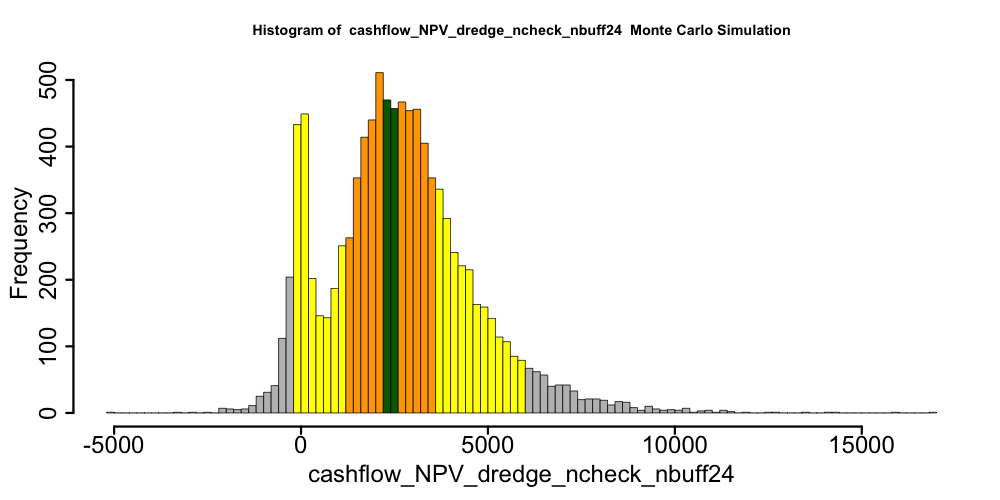 Histogram of  cashflow_NPV_dredge_ncheck_nbuff24  Monte Carlo Simulation
Frequency
500
400
300
200
100
0
-5000 0 5000 10000 15000
cashflow_NPV_dredge_ncheck_nbuff24